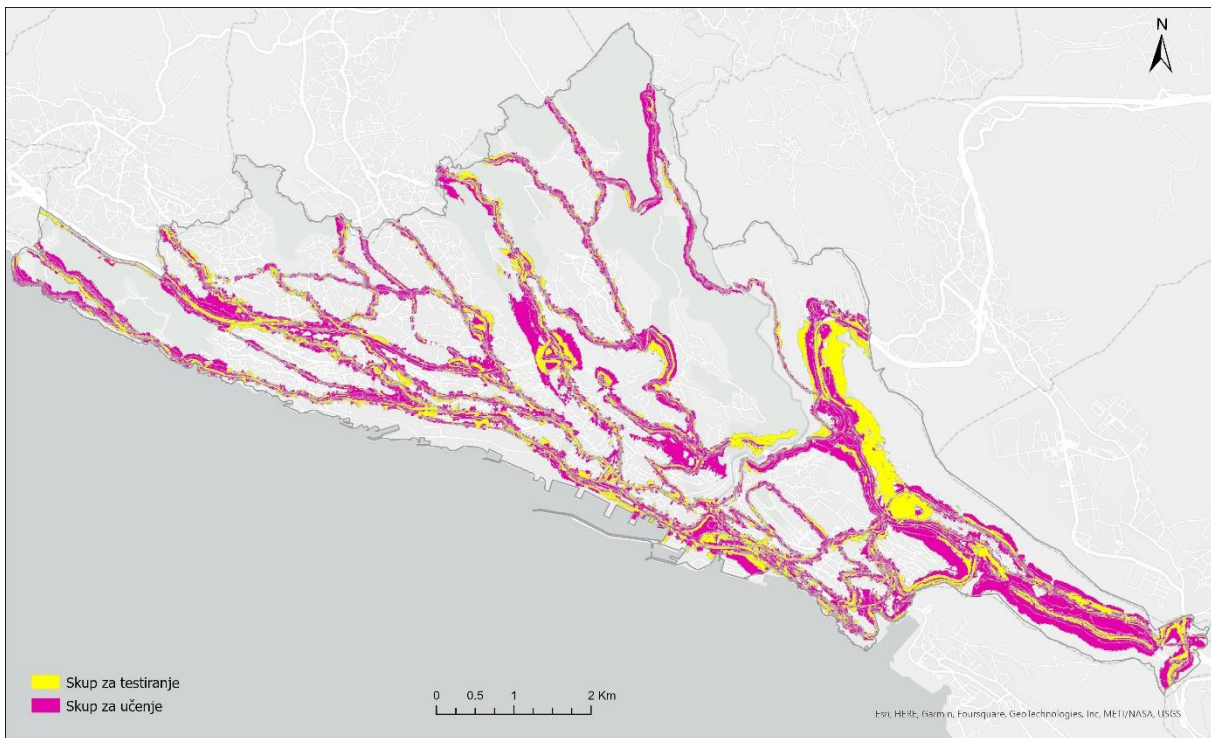 N
Skup za testiranje
Skup za učenje
0 0.5 1 2 Km
Esri, HERE, Garmin, Foursquare, GeoTechnologies, Inc, METI/NASA, USGS